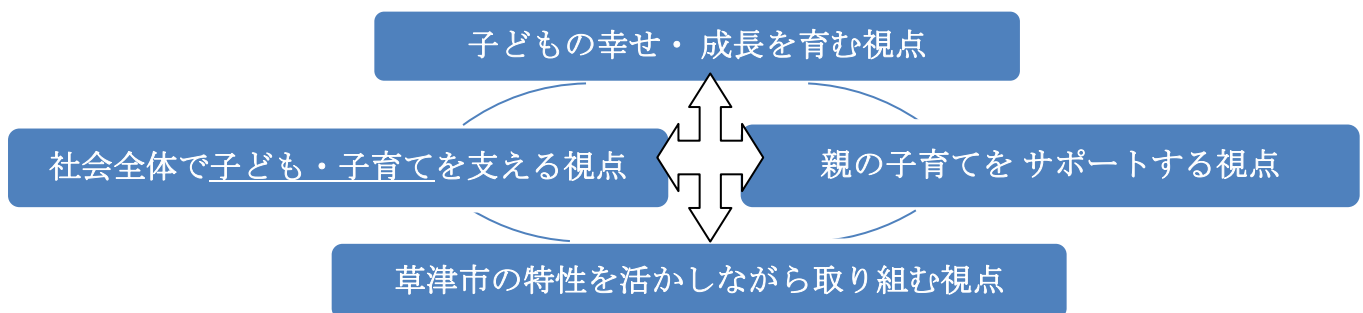 子どもの幸せ・ 成長を育む視点
社会全体で子ども・子育てを支える視点
親の子育てを サポートする視点
草津市の特性を活かしながら取り組む視点